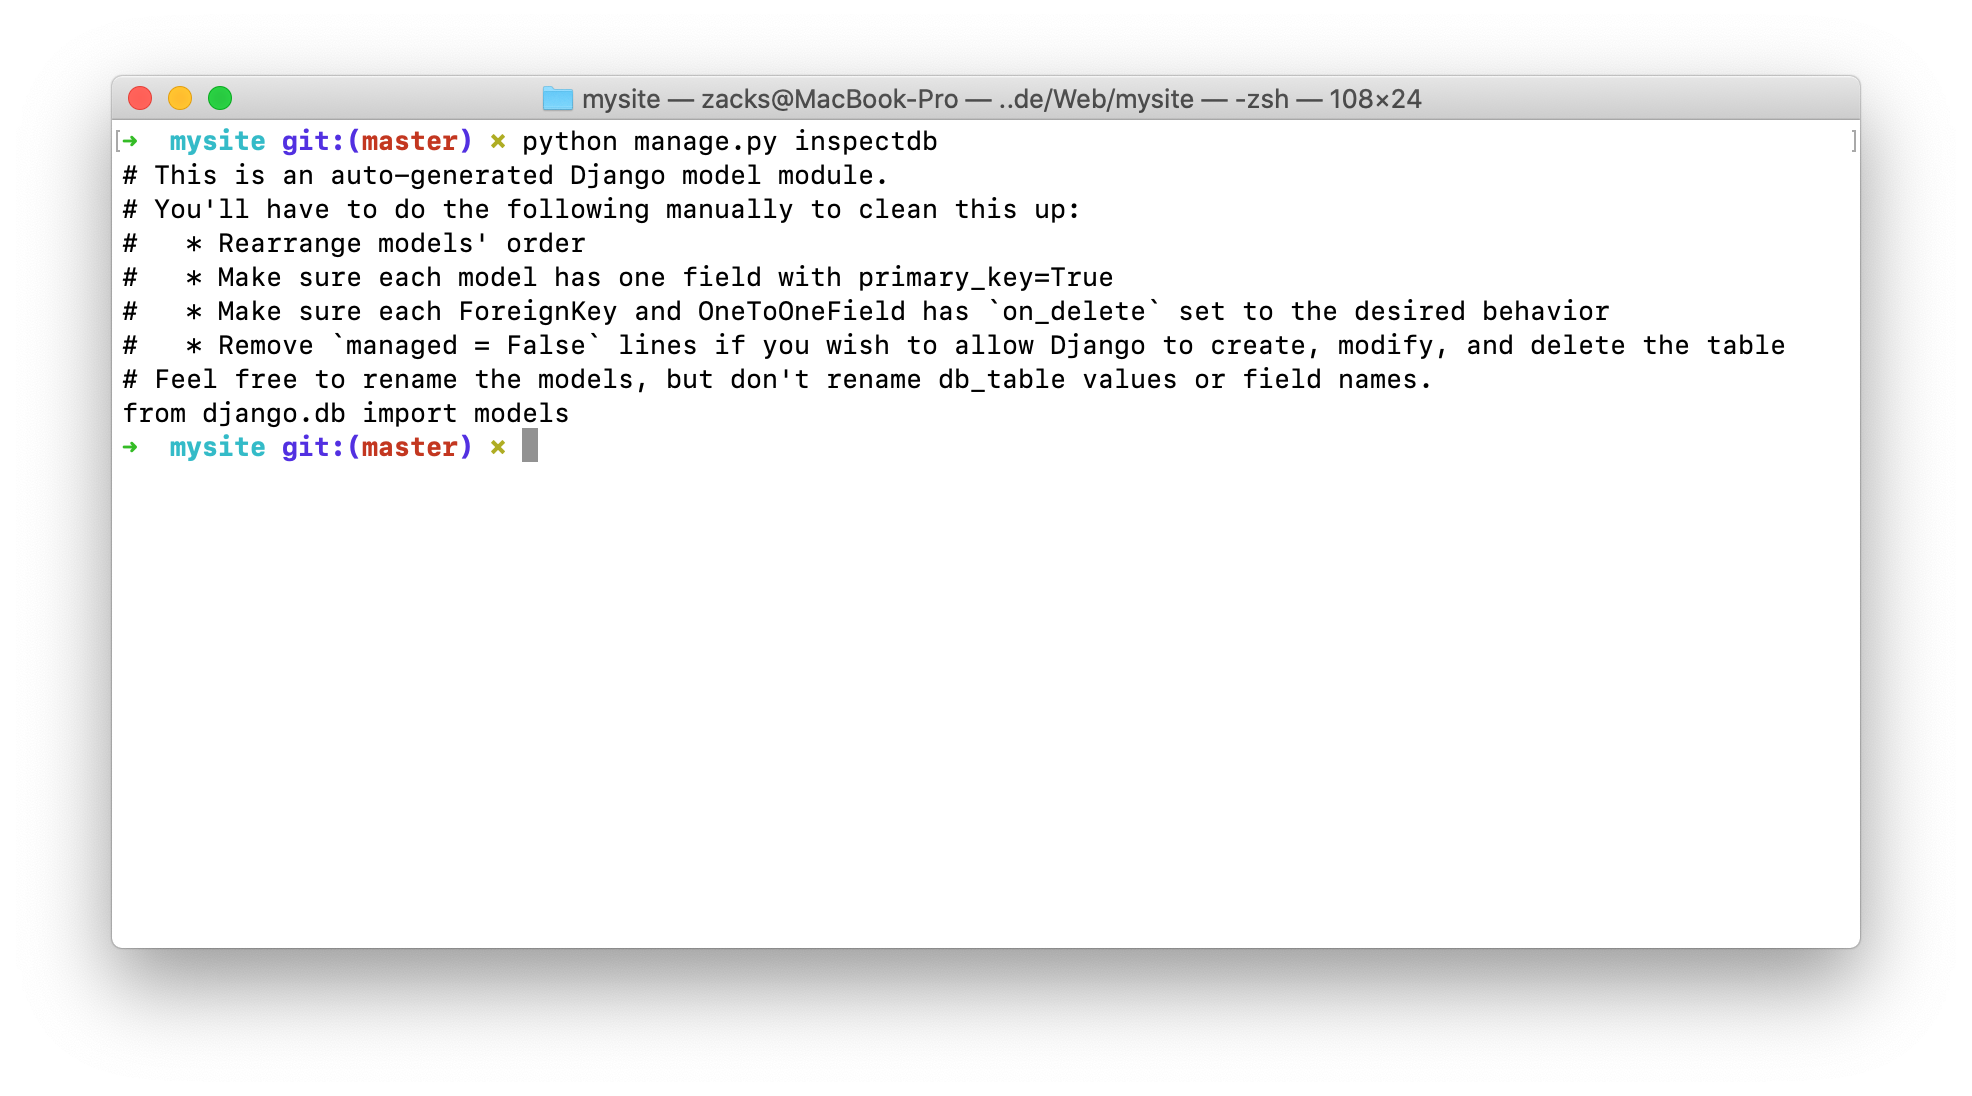 mysite — zacks@MacBook-Pro — ..de/Web/mysite — -zsh — 108×24
[➜  mysite git:(master) ✗ python manage.py inspectdb ]
# This is an auto-generated Django model module.
# You'll have to do the following manually to clean this up:
#   * Rearrange models' order
#   * Make sure each model has one field with primary_key=True
#   * Make sure each ForeignKey and OneToOneField has `on_delete` set to the desired behavior
#   * Remove `managed = False` lines if you wish to allow Django to create, modify, and delete the table
# Feel free to rename the models, but don't rename db_table values or field names.
from django.db import models
➜  mysite git:(master) ✗